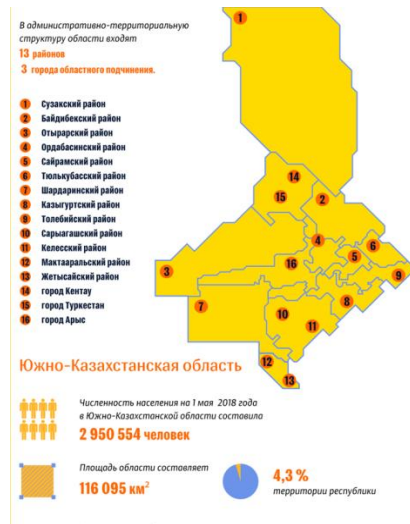 В административно-территориальную
структуру области входят
13 районов
3 города областного подчинения.
1 Сузакский район
2 Байдибекский район
3 Отырарский район
4 Ордабасинский район
5 Сайрамский район
6 Тюлькубасский район
7 Шардаринский район
8 Казыгуртский район
9 Толебийский район
10 Сарыагашский район
11 Келесский район
12 Мактааральский район
13 Жетысайский район
14 город Кентау
15 город Туркестан
16 город Арыс
1
14
15
2
4
6
5
16
3
9
7
8
10
11
12
13
Южно-Казахстанская область
Численность населения на 1 мая 2018 года
в Южно-Казахстанской области составила
2 950 554 человек
Площадь области составляет
116 095 км²
4,3 %
территории республики